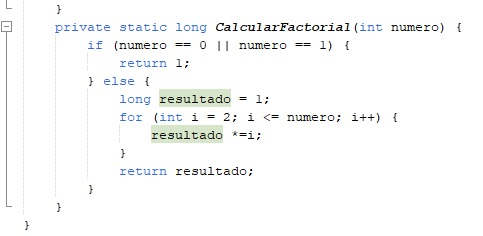 }
private static long CalcularFactorial(int numero) {
if (numero == 0 || numero == 1) {
return 1;
} else {
long resultado = 1;
for (int i = 2; i <= numero; i++) {
resultado *=i;
}
return resultado;
}
}
}